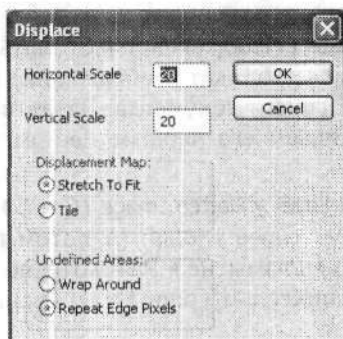 Displace
Horizontal Scale 20 OK
Vertical Scale 20 Cancel
Displacement Map:
Stretch To Fit
Tile
Undefined Areas:
Wrap Around
Repeat Edge Pixels